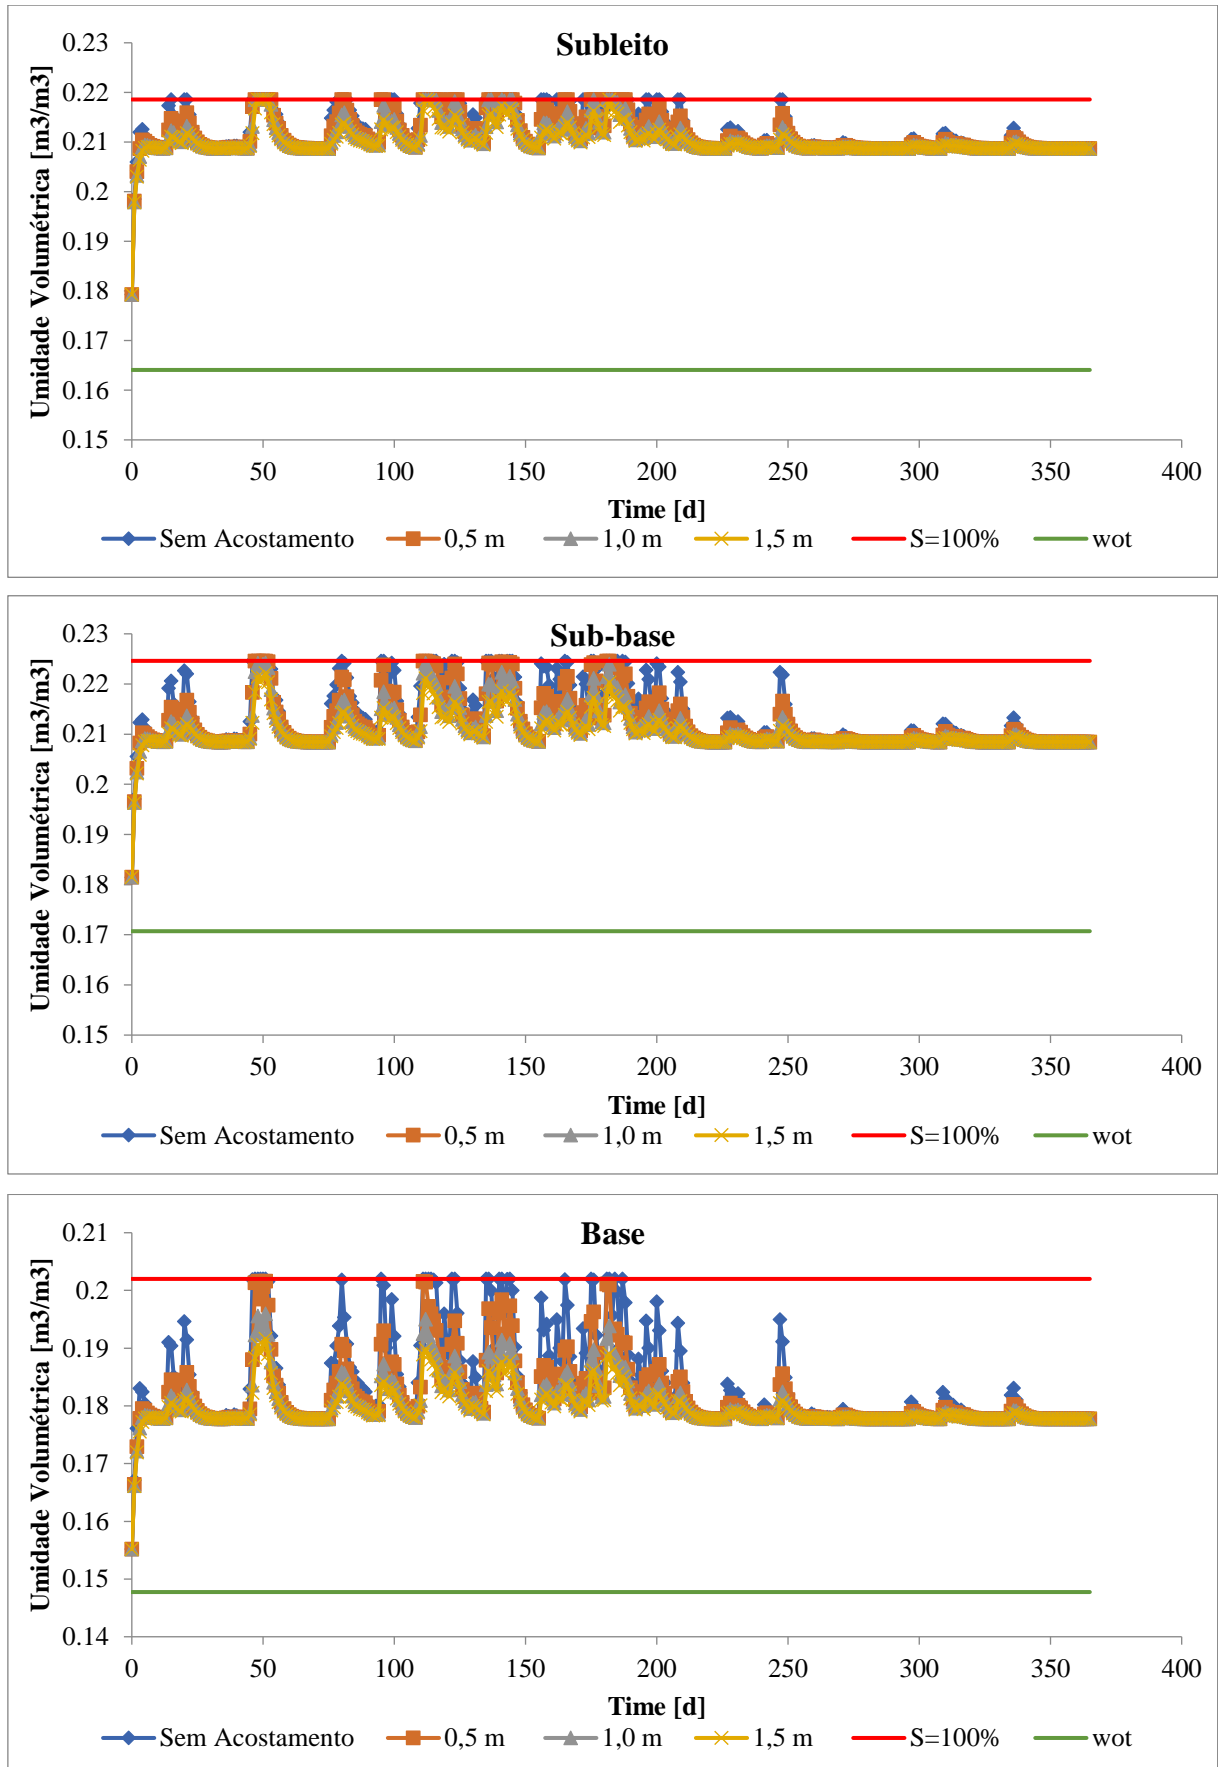 Subleito
0.23
0.22
0.21
0.2
0.19
0.18
0.17
0.16
0.15
Umidade Volumétrica [m3/m3]
0 50 100 150 200 250 300 350 400
Time [d]
Sem Acostamento 0,5 m 1,0 m 1,5 m S=100% wot
Sub-base
0.23
0.22
0.21
0.2
0.19
0.18
0.17
0.16
0.15
Umidade Volumétrica [m3/m3]
0 50 100 150 200 250 300 350 400
Time [d]
Sem Acostamento 0,5 m 1,0 m 1,5 m S=100% wot
Base
0.21
0.2
0.19
0.18
0.17
0.16
0.15
0.14
Umidade Volumétrica [m3/m3]
0 50 100 150 200 250 300 350 400
Time [d]
Sem Acostamento 0,5 m 1,0 m 1,5 m S=100% wot